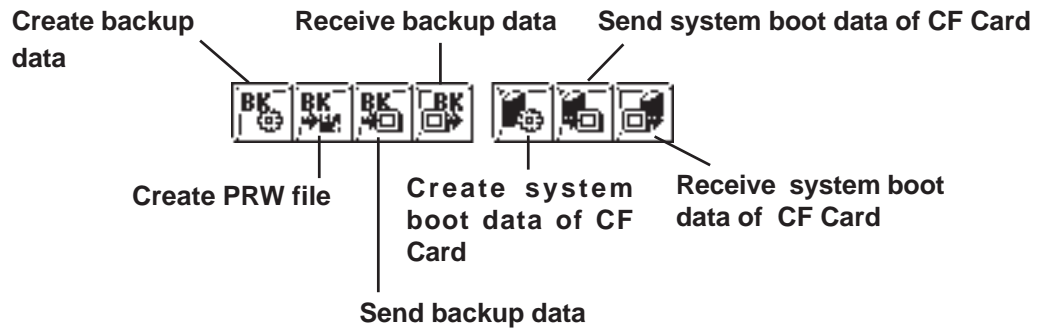 Create backup
data
Receive backup data
Send system boot data of CF Card
BK
BK
BK
BK
Create PRW file
Create system
boot data of CF
Card
Receive system boot
data of CF Card
Send backup data